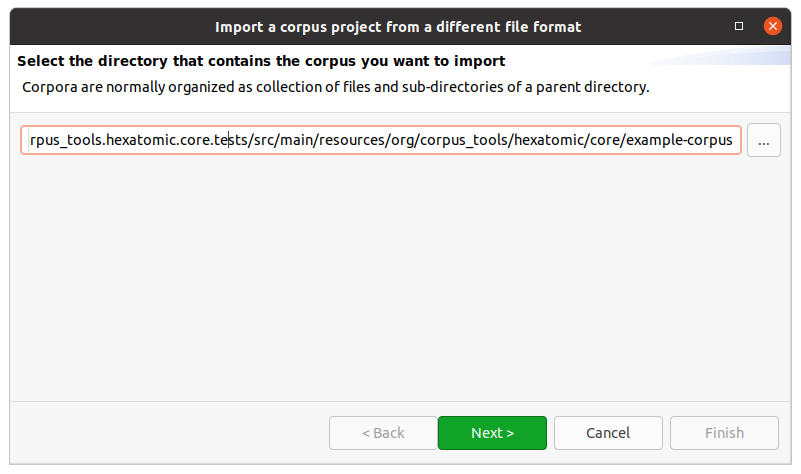 Import a corpus project from a different file format
Select the directory that contains the corpus you want to import
Corpora are normally organized as collection of files and sub-directories of a parent directory.
rpus_tools.hexatomic.core.tests/src/main/resources/org/corpus_tools/hexatomic/core/example-corpus
...
< Back
Next >
Cancel
Finish